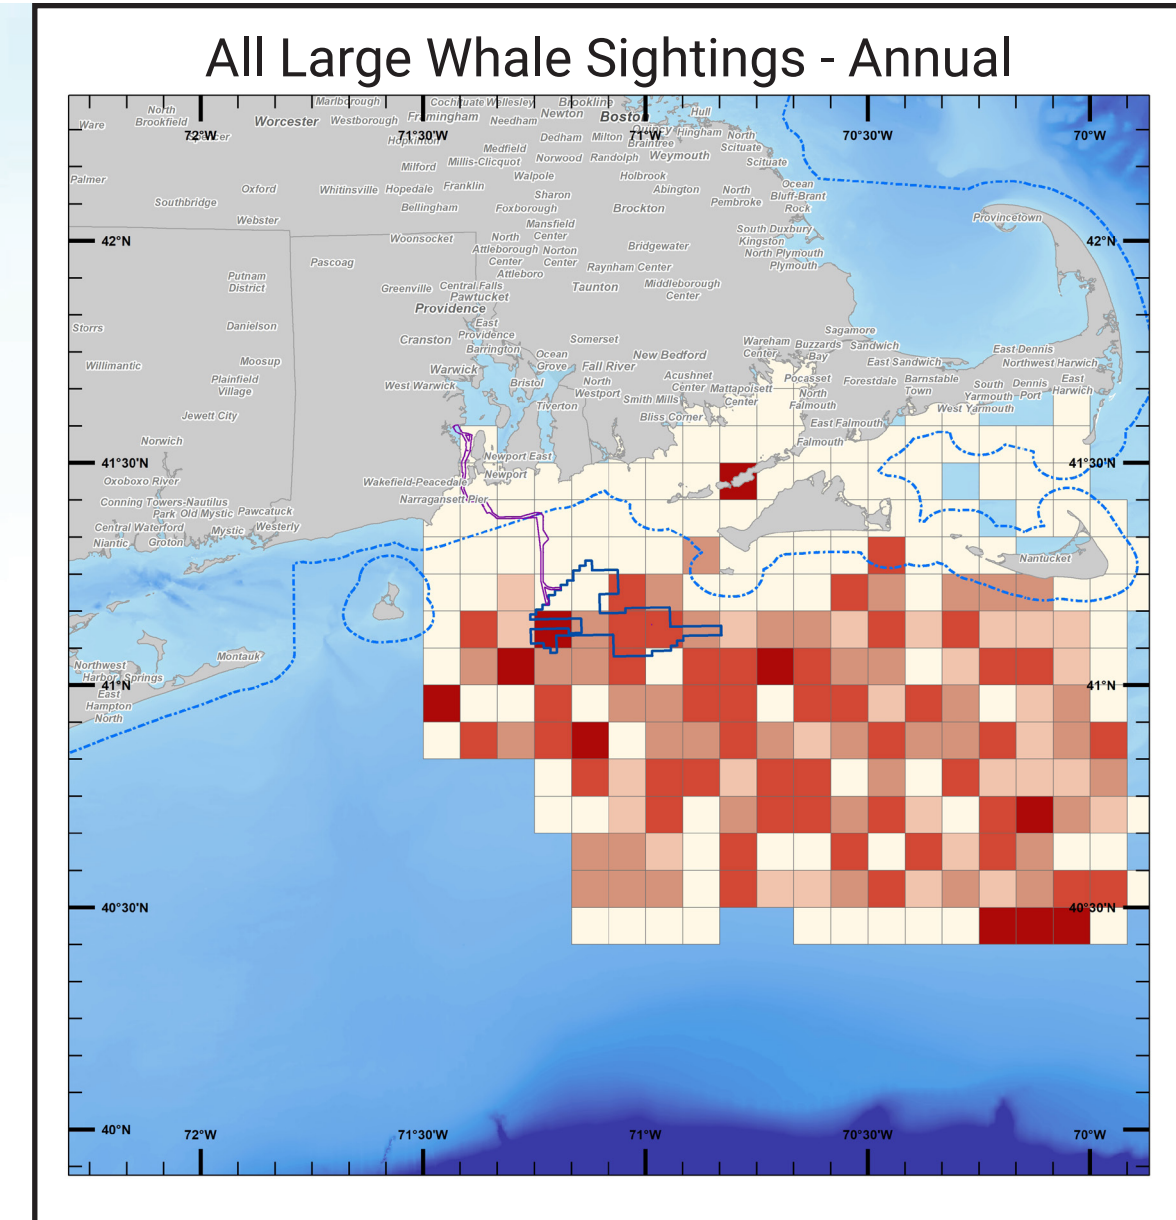 All Large Whale Sightings - Annual
Marlborough
Cochituate
Wellesley
Brookline
North
Brookfield
Ware
Worcester
Westborough
Framingham
Needham
Newton
Boston
Hull
72°W
71°30'W
71°W
70°30'W
70°W
Hopkinton
Dedham
Milton
Quincy
Braintree
Hingham
North
Scituate
Medfield
Millis-Clicquot
Norwood
Randolph
Weymouth
Scituate
Milford
Walpole
Holbrook
Palmer
Oxford
Whitinsville
Hopedale
Franklin
Sharon
Abington
North
Pembroke
Ocean
Bluff-Brant
Rock
Southbridge
Bellingham
Foxborough
Brockton
Webster
Mansfield
Center
South Duxbury
Provincetown
Woonsocket
North
Attleborough
Center
Norton
Center
Bridgewater
Kingston
North Plymouth
Plymouth
42°N
42°N
Pascoag
Attleboro
Raynham Center
Putnam
District
Greenville
Central Falls
Pawtucket
Taunton
Middleborough
Center
Providence
Storrs
Danielson
East
Providence
Sagamore
Cranston
Barrington
Somerset
Wareham
Center
Buzzards
Bay
Sandwich
Willimantic
Moosup
Ocean
Grove
Fall River
New Bedford
East Sandwich
East Dennis
Northwest Harwich
Warwick
West Warwick
Bristol
North
Westport
Acushnet
Center
Mattapoisett
Center
Pocasset
North
Falmouth
Forestdale
Barnstable
Town
South
Yarmouth
Dennis
Port
East
Harwich
Plainfield
Village
Tiverton
Smith Mills
West Yarmouth
Jewett City
Bliss Corner
East Falmouth
Falmouth
Norwich
Newport East
41°30'N
41°30'N
Oxoboxo River
Wakefield-Peacedale
Newport
Conning Towers-Nautilus
Park
Old Mystic
Pawcatuck
Narragansett Pier
Central Waterford
Mystic
Westerly
Niantic
Groton
Nantucket
Montauk
Northwest
Harbor
Springs
41°N
41°N
East
Hampton
North
40°30'N
40°30'N
40°N
72°W
71°30'W
71°W
70°30'W
70°W